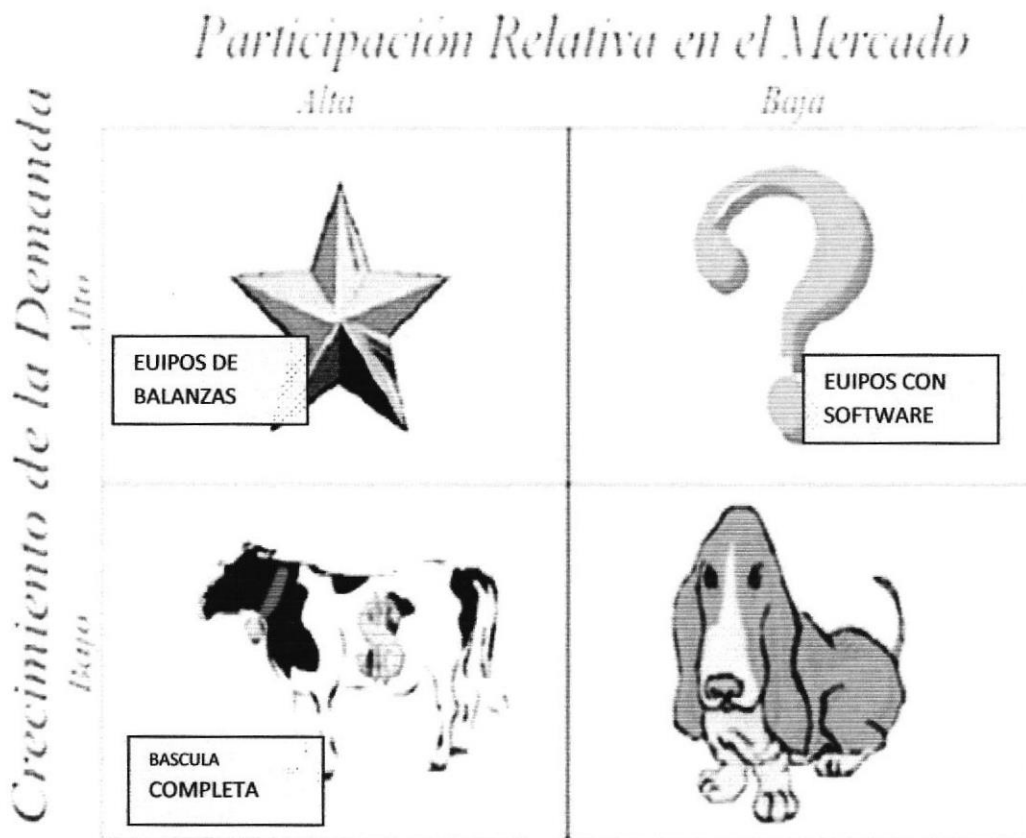 Participación Relativa en el Mercado
Alta
Baja
Crecimiento de la Demanda
Alto
EUIPOS DE
BALANZAS
EUIPOS CON
SOFTWARE
Bajo
BASCULA
COMPLETA